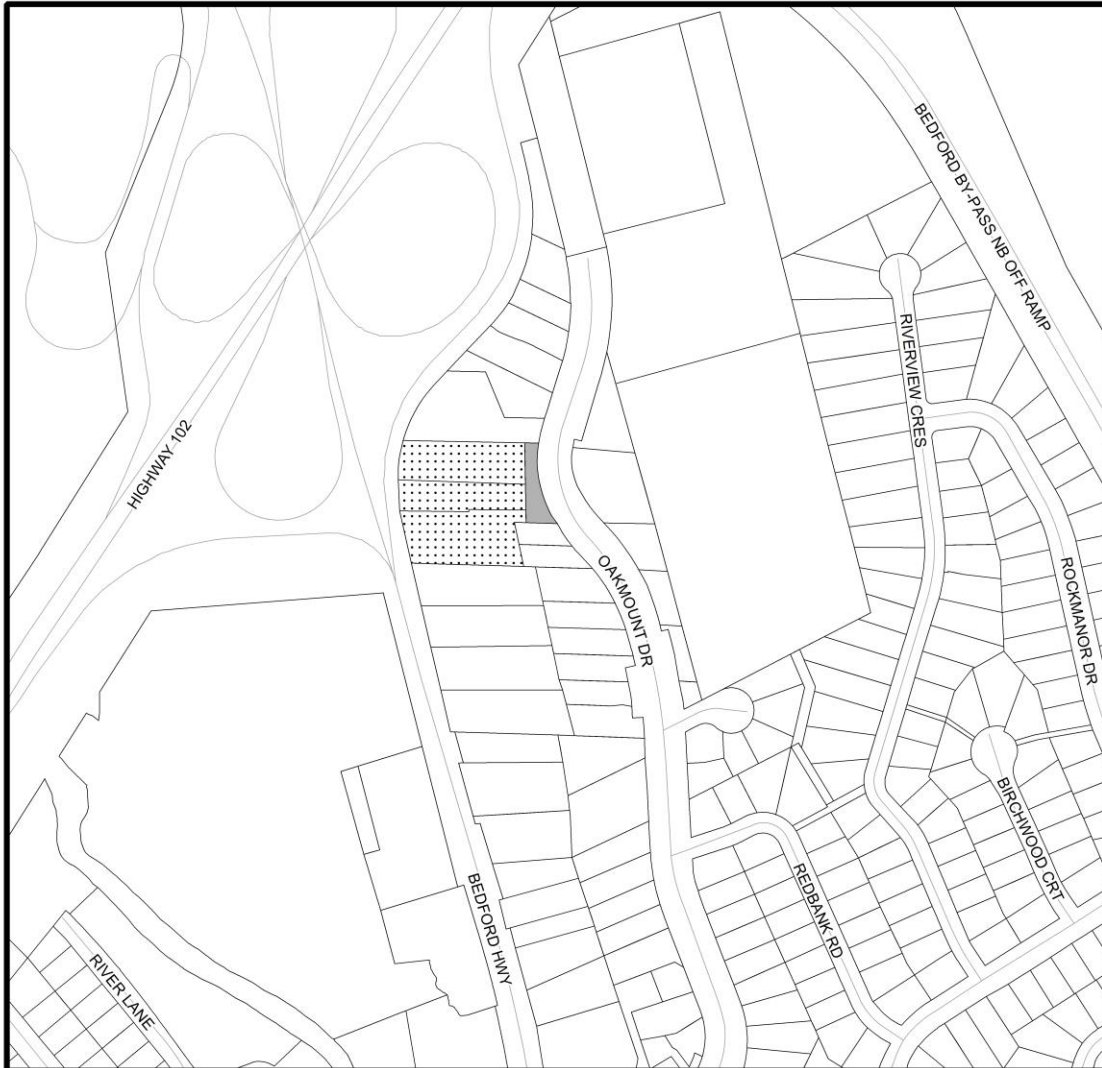 BEDFORD BY-PASS NB OFF RAMP
RIVERVIEW CRES
HIGHWAY 102
OAKMOUNT DR
ROCKMANOR DR
BIRCHWOOD CRT
REDBANK RD
BEDFORD HWY
RIVER LANE